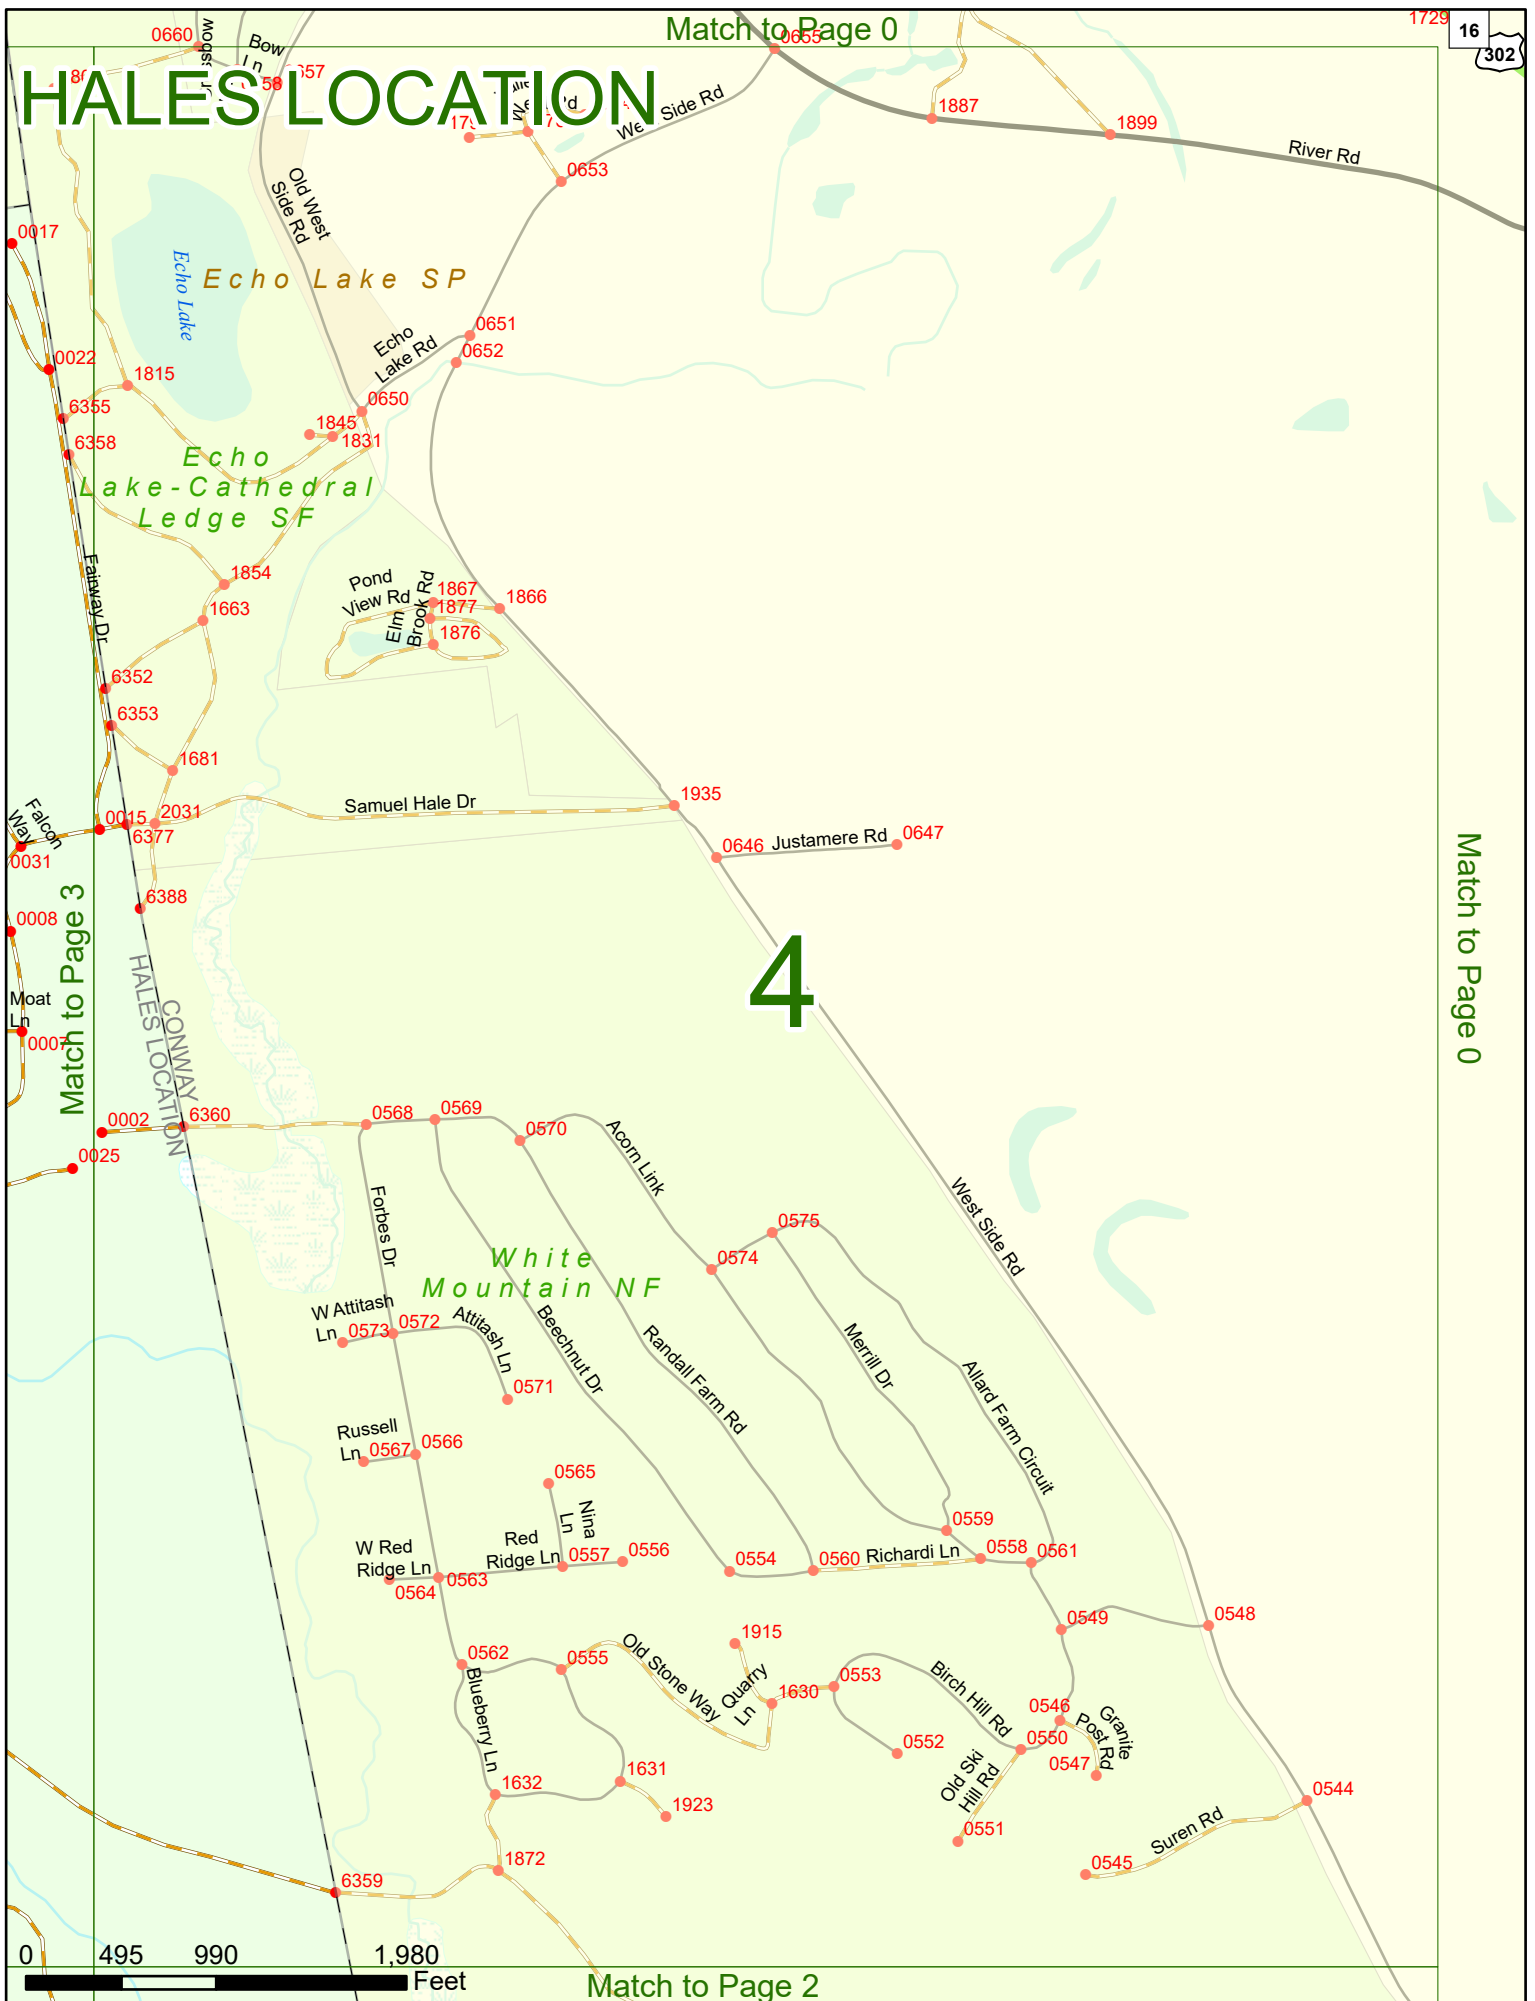 Match to Page 0
HALES LOCATION
0660
Bow
Ln
0655
1729
16
302
1887
1899
River Rd
West Side Rd
0653
Old West
Side Rd
0017
Echo Lake
Echo Lake SP
0651
Echo
Lake Rd
0652
0022
1815
6355
0650
1845
1831
6358
Echo
Lake-Cathedral
Ledge SF
Fairway Dr
1854
Pond
View Rd
1867
1866
1877
Elm
Brook Rd
1876
1663
6352
6353
1681
Samuel Hale Dr
1935
Falcon
Way
0015
2031
6377
0031
0646
Justamere Rd
0647
Match to Page 0
Match to Page 3
6388
0008
4
Moat
Ln
0007
CONWAY
HALES LOCATION
0002
6360
0568
0569
0570
0025
Acorn Link
Forbes Dr
West Side Rd
0575
0574
White
Mountain NF
W Attitash
Ln
0573
0572
Attitash Ln
0571
Beechnut Dr
Randall Farm Rd
Merrill Dr
Allard Farm Circuit
Russell
Ln
0567
0566
0565
Nina
Ln
W Red
Ridge Ln
0564
0563
Red
Ridge Ln
0557
0556
0554
0560
Richardi Ln
0559
0558
0561
0549
0548
1915
0562
0555
Old Stone Way
Quarry
Ln
1630
0553
Birch Hill Rd
0552
Blueberry Ln
0546
Granite
Post Rd
0550
0547
Old Ski
Hill Rd
0551
1632
1631
1923
0544
Suren Rd
0545
1872
6359
0
495
990
1,980
Feet
Match to Page 2